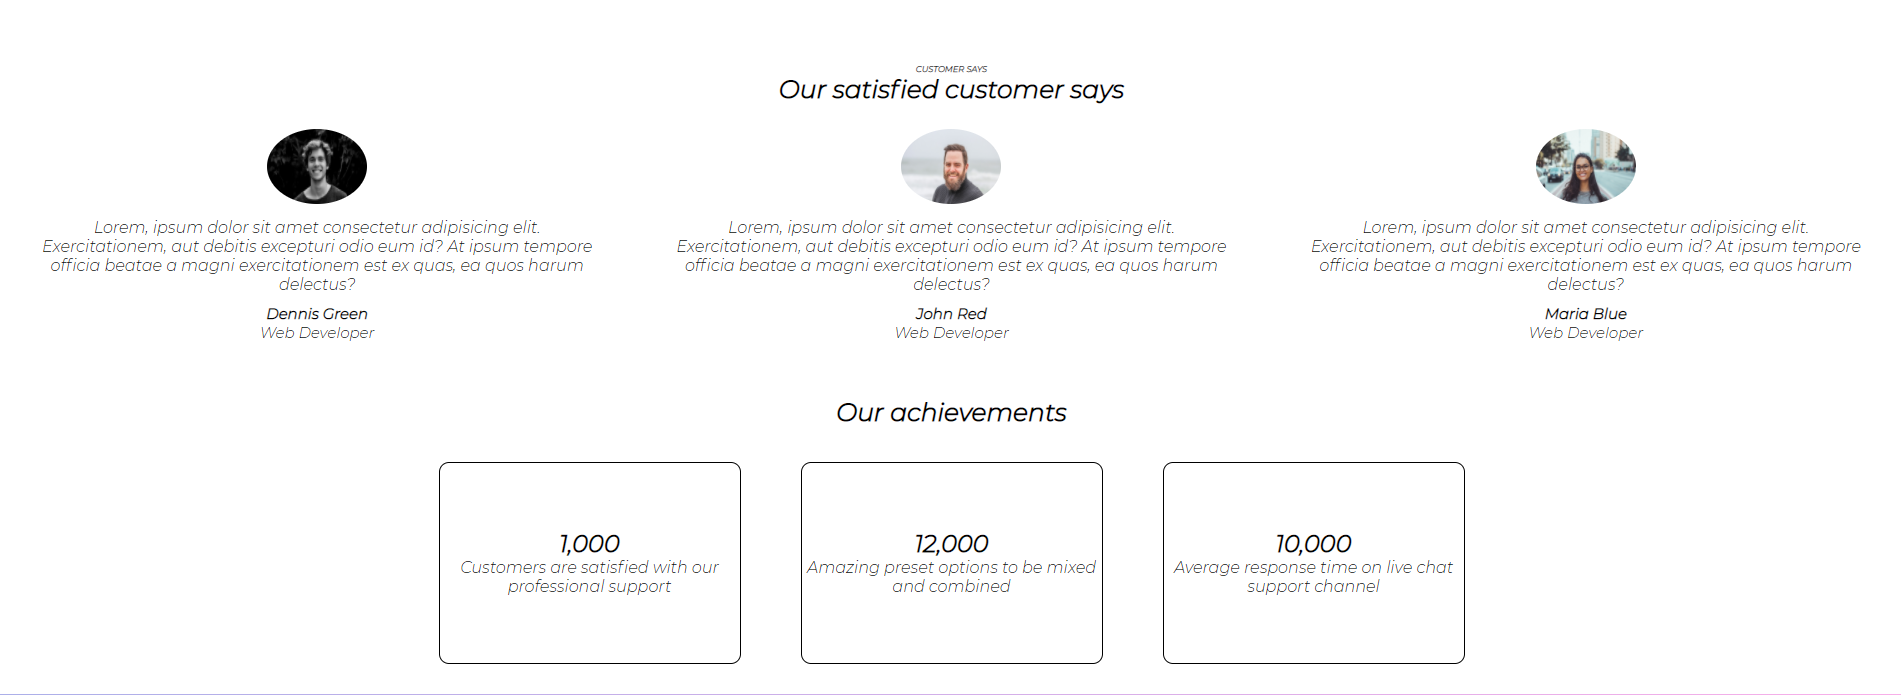 CUSTOMER SAYS
Our satisfied customer says
Lorem, ipsum dolor sit amet consectetur adipisicing elit.
Exercitationem, aut debitis excepturi odio eum id? At ipsum tempore
officia beatae a magni exercitationem est ex quas, ea quos harum
delectus?
Dennis Green
Web Developer
Lorem, ipsum dolor sit amet consectetur adipisicing elit.
Exercitationem, aut debitis excepturi odio eum id? At ipsum tempore
officia beatae a magni exercitationem est ex quas, ea quos harum
delectus?
John Red
Web Developer
Lorem, ipsum dolor sit amet consectetur adipisicing elit.
Exercitationem, aut debitis excepturi odio eum id? At ipsum tempore
officia beatae a magni exercitationem est ex quas, ea quos harum
delectus?
Maria Blue
Web Developer
Our achievements
1,000
Customers are satisfied with our
professional support
12,000
Amazing preset options to be mixed
and combined
10,000
Average response time on live chat
support channel